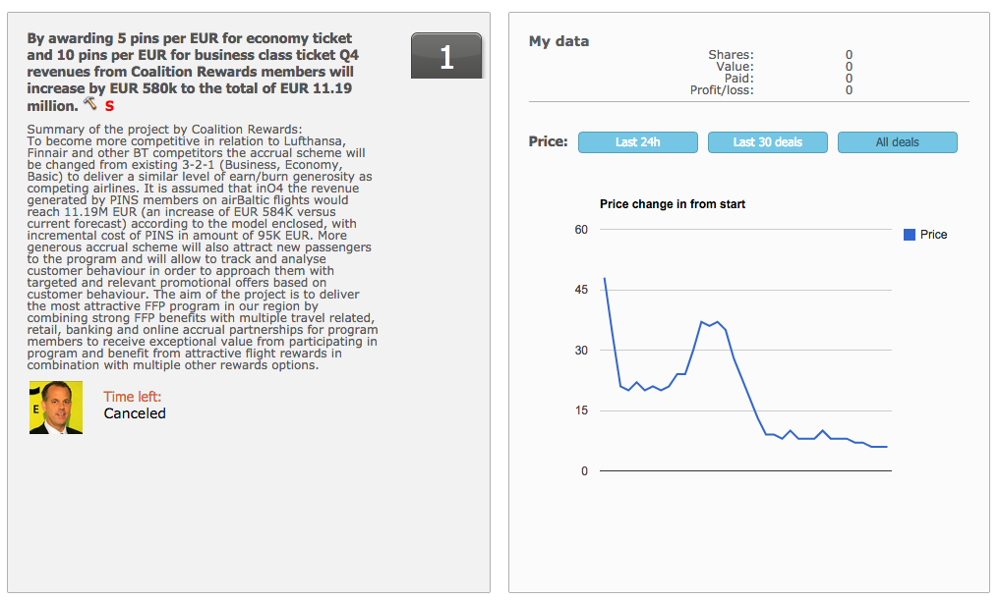 By awarding 5 pins per EUR for economy ticket
and 10 pins per EUR for business class ticket Q4
revenues from Coalition Rewards members will
increase by EUR 580k to the total of EUR 11.19
million. S
1
Summary of the project by Coalition Rewards:
To become more competitive in relation to Lufthansa,
Finnair and other BT competitors the accrual scheme will
be changed from existing 3-2-1 (Business, Economy,
Basic) to deliver a similar level of earn/burn generosity as
competing airlines. It is assumed that inO4 the revenue
generated by PINS members on airBaltic flights would
reach 11.19M EUR (an increase of EUR 584K versus
current forecast) according to the model enclosed, with
incremental cost of PINS in amount of 95K EUR. More
generous accrual scheme will also attract new passengers
to the program and will allow to track and analyse
customer behaviour in order to approach them with
targeted and relevant promotional offers based on
customer behaviour. The aim of the project is to deliver
the most attractive FFP program in our region by
combining strong FFP benefits with multiple travel related,
retail, banking and online accrual partnerships for program
members to receive exceptional value from participating in
program and benefit from attractive flight rewards in
combination with multiple other rewards options.
E
Time left:
Canceled
My data
Shares: 0
Value: 0
Paid: 0
Profit/loss: 0
Price: Last 24h Last 30 deals All deals
Price change in from start
60
Price
45
30
15
0